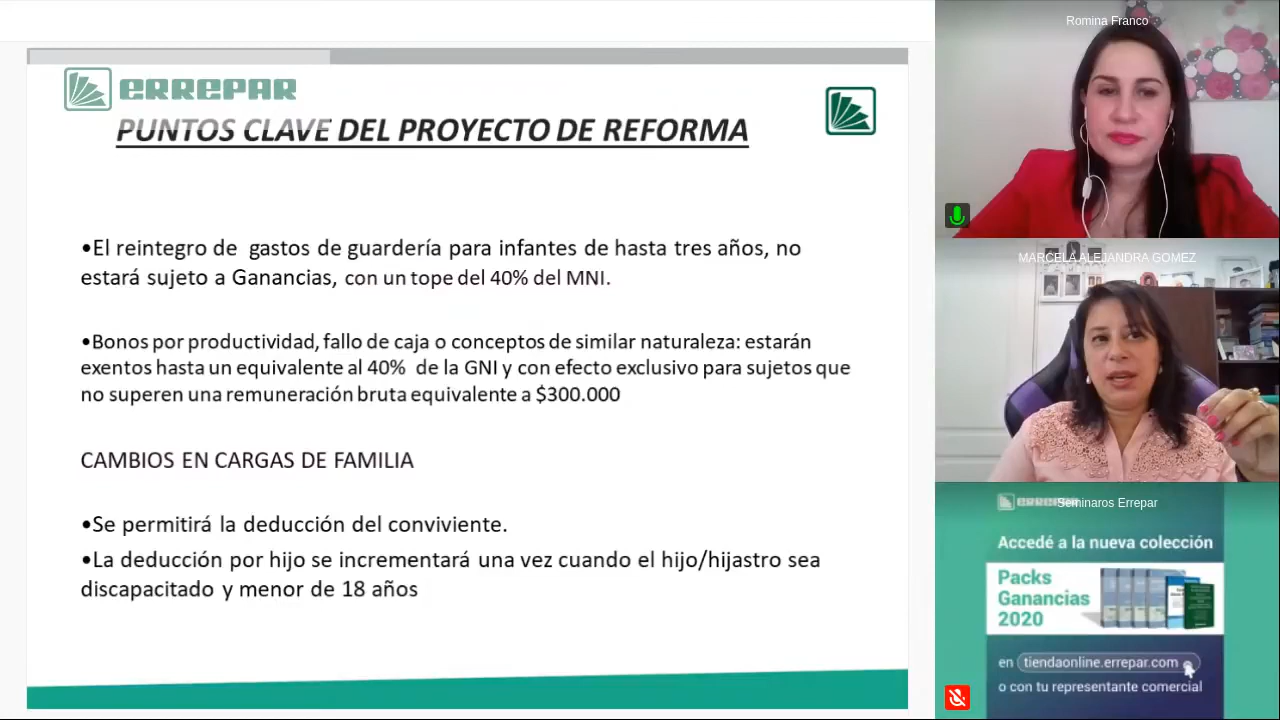 ERREPAR
PUNTOS CLAVE DEL PROYECTO DE REFORMA
•El reintegro de gastos de guardería para infantes de hasta tres años, no
estará sujeto a Ganancias, con un tope del 40% del MNI.
•Bonos por productividad, fallo de caja o conceptos de similar naturaleza: estarán
exentos hasta un equivalente al 40% de la GNI y con efecto exclusivo para sujetos que
no superen una remuneración bruta equivalente a $300.000
CAMBIOS EN CARGAS DE FAMILIA
•Se permitirá la deducción del conviviente.
•La deducción por hijo se incrementará una vez cuando el hijo/hijastro sea
discapacitado y menor de 18 años
Romina Franco
MARCELA ALEJANDRA GOMEZ
ERREPAR
Seminaros Errepar
Accedé a la nueva colección
Packs
Ganancias
2020
en tiendaonline.errepar.com
o con tu representante comercial